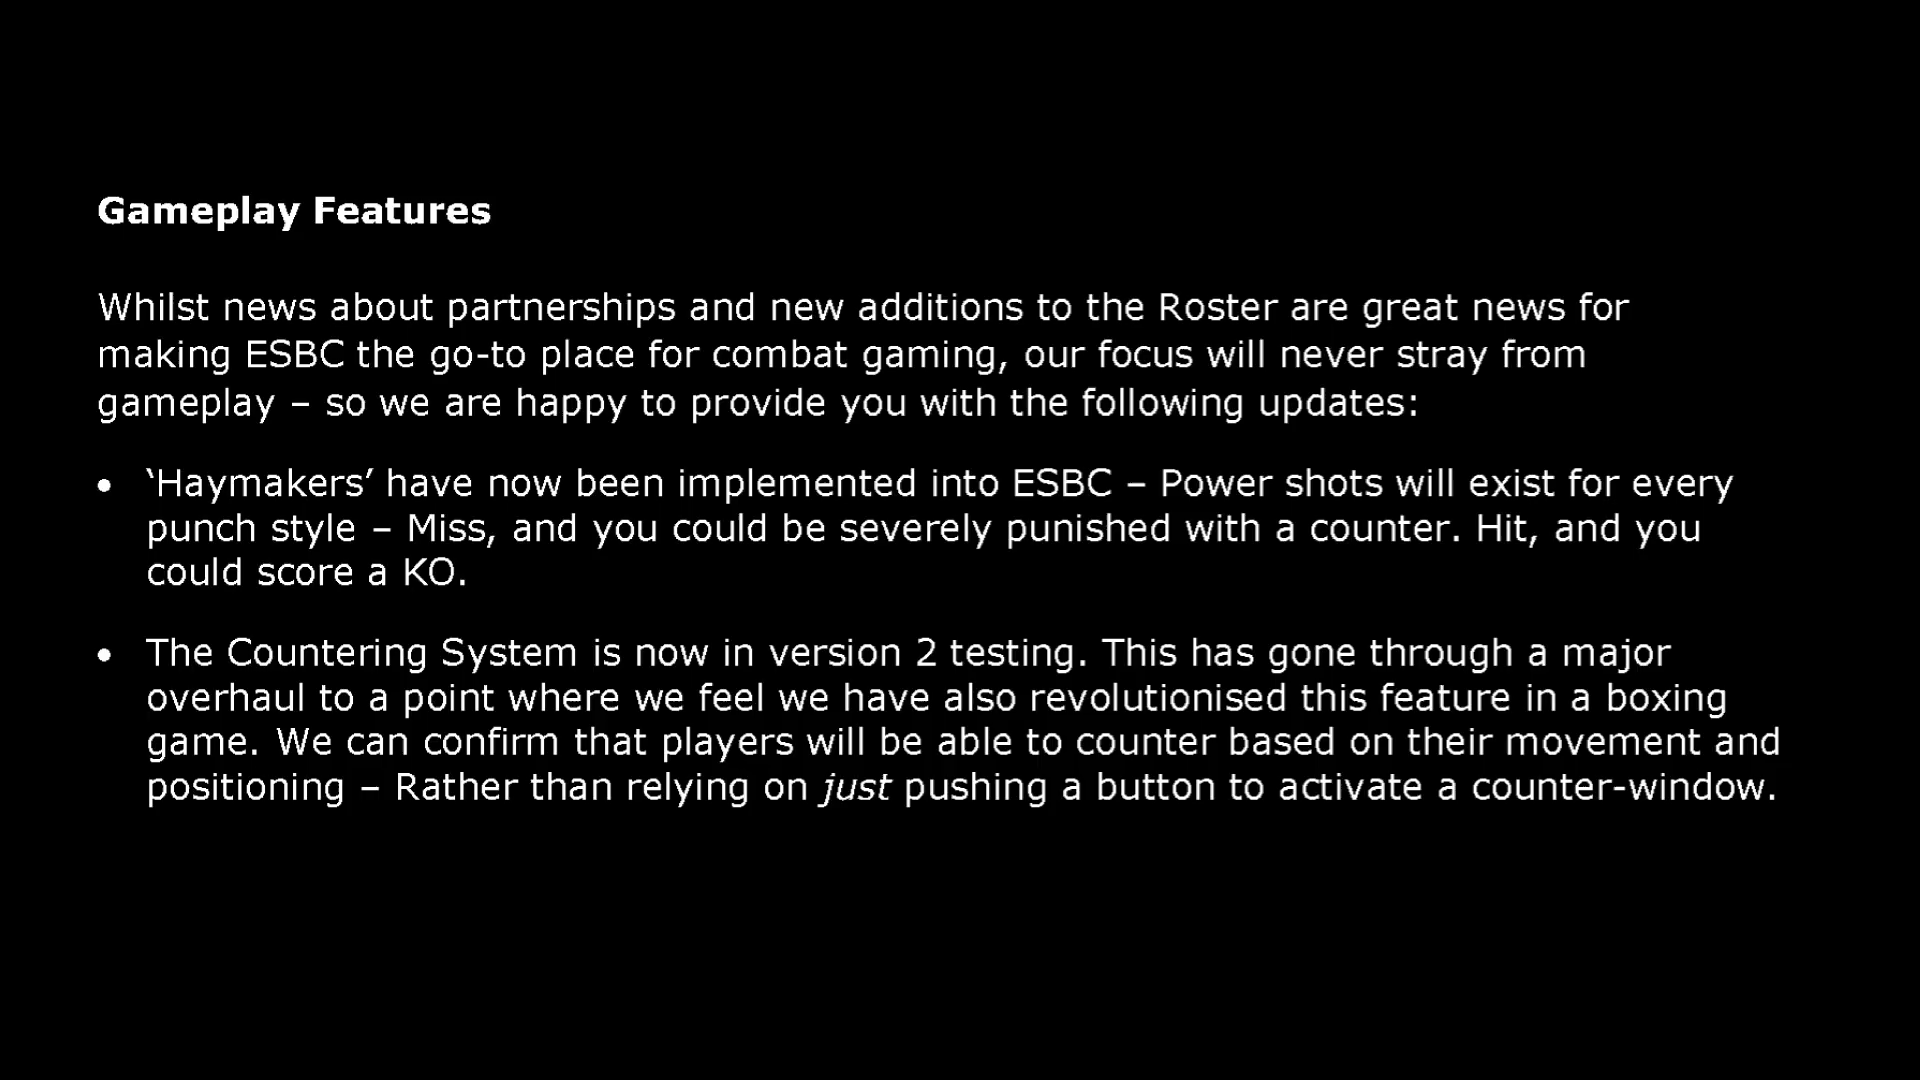 Gameplay Features
Whilst news about partnerships and new additions to the Roster are great news for
making ESBC the go-to place for combat gaming, our focus will never stray from
gameplay – so we are happy to provide you with the following updates:
• ‘Haymakers’ have now been implemented into ESBC – Power shots will exist for every
punch style – Miss, and you could be severely punished with a counter. Hit, and you
could score a KO.
• The Countering System is now in version 2 testing. This has gone through a major
overhaul to a point where we feel we have also revolutionised this feature in a boxing
game. We can confirm that players will be able to counter based on their movement and
positioning – Rather than relying on just pushing a button to activate a counter-window.